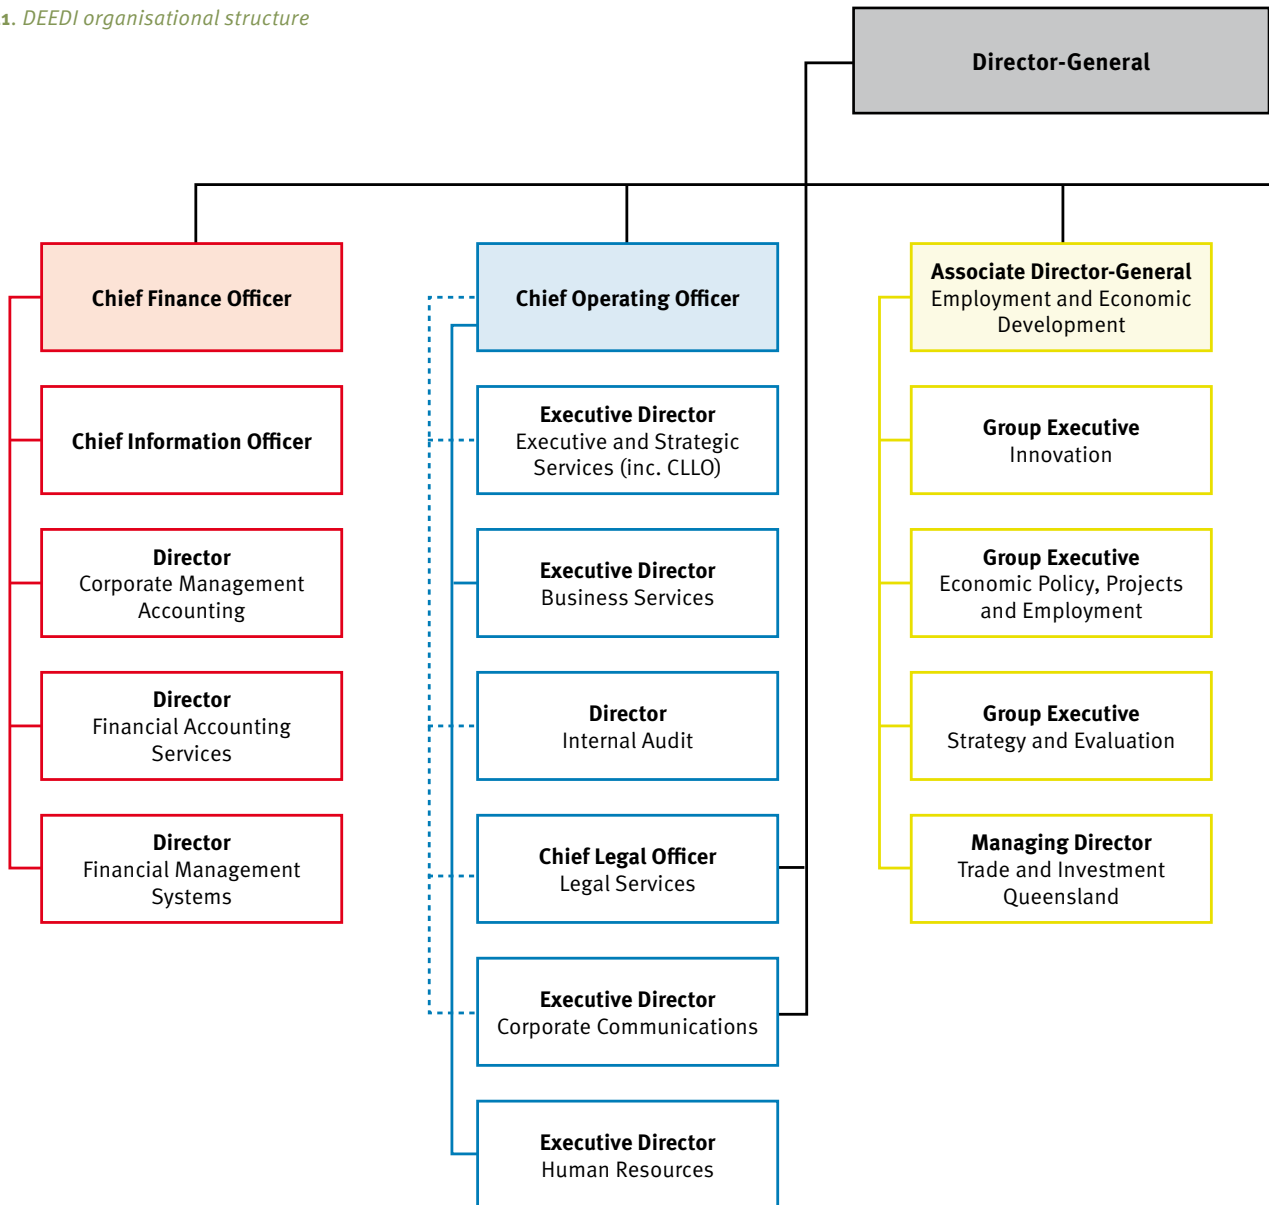 1. DEEDI organisational structure
Director-General
Chief Finance Officer
Chief Information Officer
Director
Corporate Management
Accounting
Director
Financial Accounting
Services
Director
Financial Management
Systems
Chief Operating Officer
Executive Director
Executive and Strategic
Services (inc. CLLO)
Executive Director
Business Services
Director
Internal Audit
Chief Legal Officer
Legal Services
Executive Director
Corporate Communications
Executive Director
Human Resources
Associate Director-General
Employment and Economic
Development
Group Executive
Innovation
Group Executive
Economic Policy, Projects
and Employment
Group Executive
Strategy and Evaluation
Managing Director
Trade and Investment
Queensland